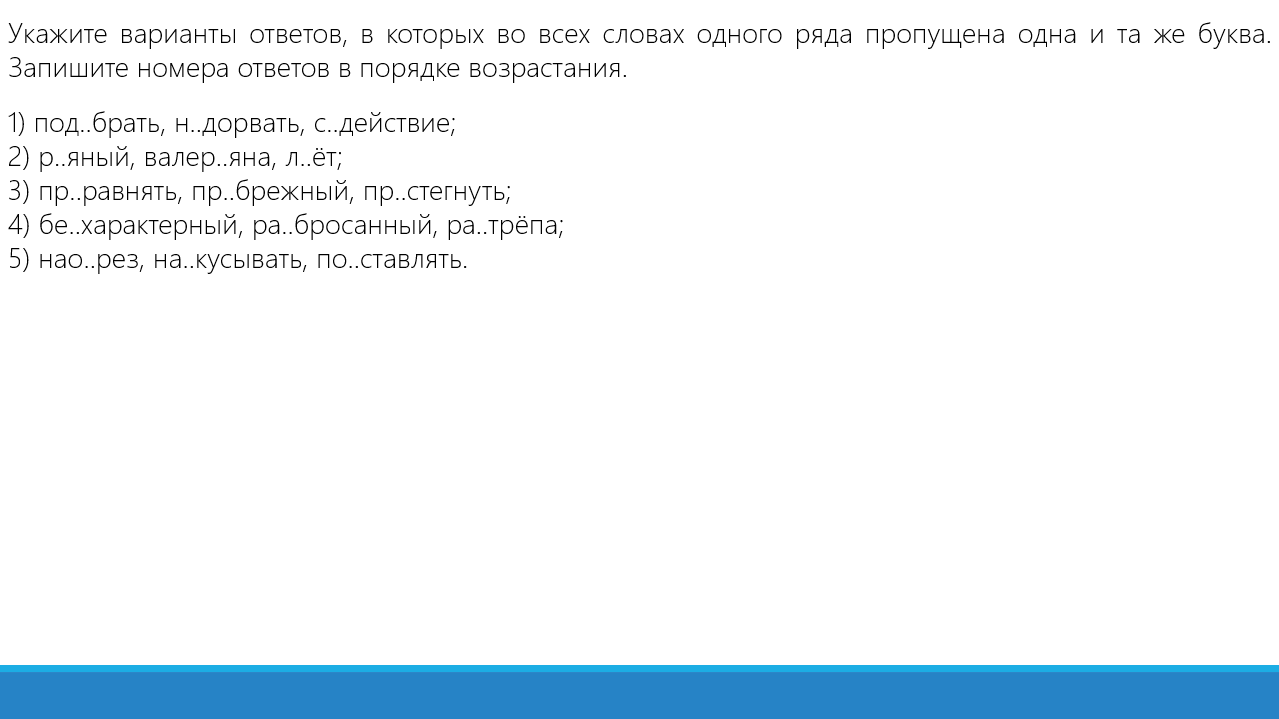 Укажите варианты ответов, в которых во всех словах одного ряда пропущена одна и та же буква.
Запишите номера ответов в порядке возрастания.
1) под..брать, н..дорвать, с..действие;
2) р..яный, валер..яна, л..ёт;
3) пр..равнять, пр..брежный, пр..стегнуть;
4) бе..характерный, ра..бросанный, ра..трёпа;
5) нао..рез, на..кусывать, по..ставлять.